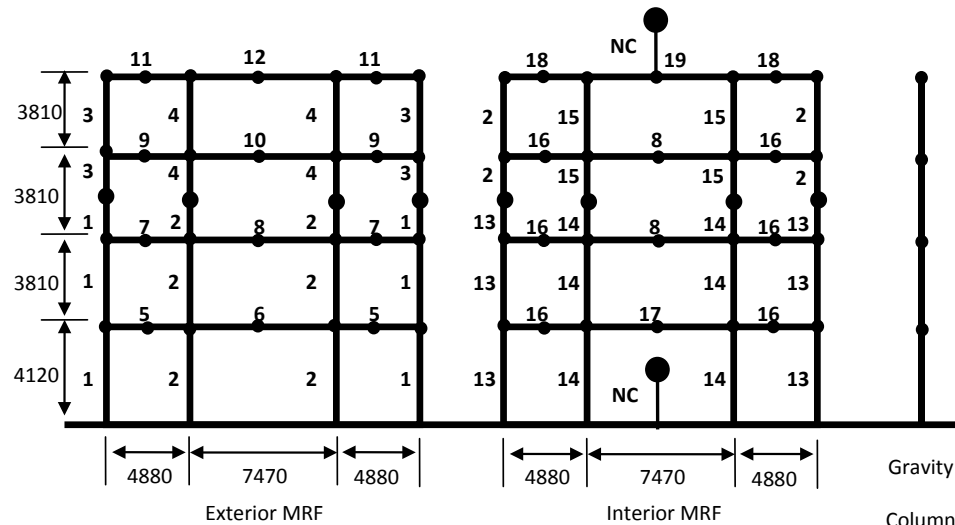 NC
11 12 11 18 19 18
3810 3 4 4 3 2 15 15 2
9 10 9 16 8 16
3810 3 4 4 3 2 15 15 2
1 2 2 1 13 14 14 13
7 8 7 16 8 16
3810 1 2 2 1 13 14 14 13
5 6 5 16 17 16
4120 1 2 2 1 13 14 NC 14 13
4880 7470 4880 4880 7470 4880
Gravity
Exterior MRF Interior MRF
Column